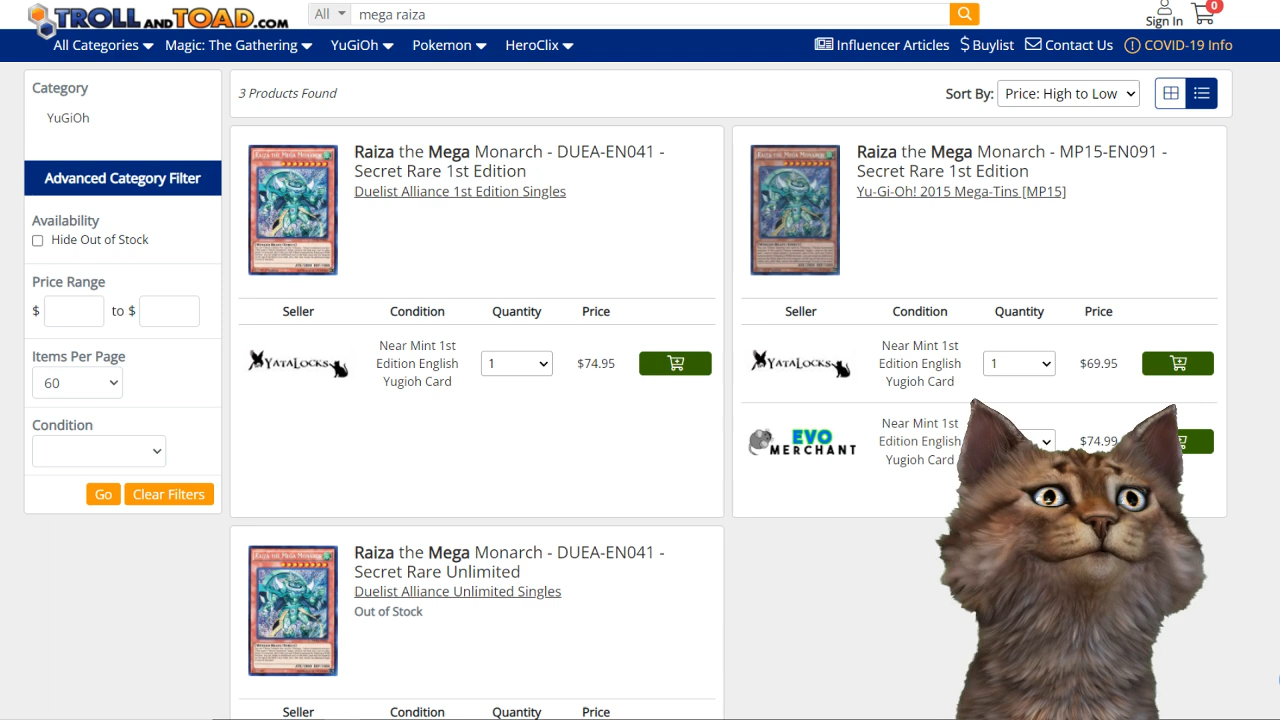 TROLL AND TOAD.COM
All
mega raiza
Sign In
0
All Categories
Magic: The Gathering
YuGiOh
Pokemon
HeroClix
Influencer Articles
$ Buylist
Contact Us
COVID-19 Info
Category
YuGiOh
Advanced Category Filter
Availability
Hide Out of Stock
Price Range
$ to $
Items Per Page
60
Condition
Go
Clear Filters
3 Products Found
Sort By: Price: High to Low
Raiza the Mega Monarch - DUEA-EN041 -
Secret Rare 1st Edition
Duelist Alliance 1st Edition Singles
Seller Condition Quantity Price
YATALOCKS
Near Mint 1st
Edition English
Yugioh Card
1
$74.95
Raiza the Mega Monarch - MP15-EN091 -
Secret Rare 1st Edition
Yu-Gi-Oh! 2015 Mega-Tins [MP15]
Seller Condition Quantity Price
YATALOCKS
Near Mint 1st
Edition English
Yugioh Card
1
$69.95
EVO
MERCHANT
Near Mint 1st
Edition English
Yugioh Card
$74.99
Raiza the Mega Monarch - DUEA-EN041 -
Secret Rare Unlimited
Duelist Alliance Unlimited Singles
Out of Stock
Seller Condition Quantity Price